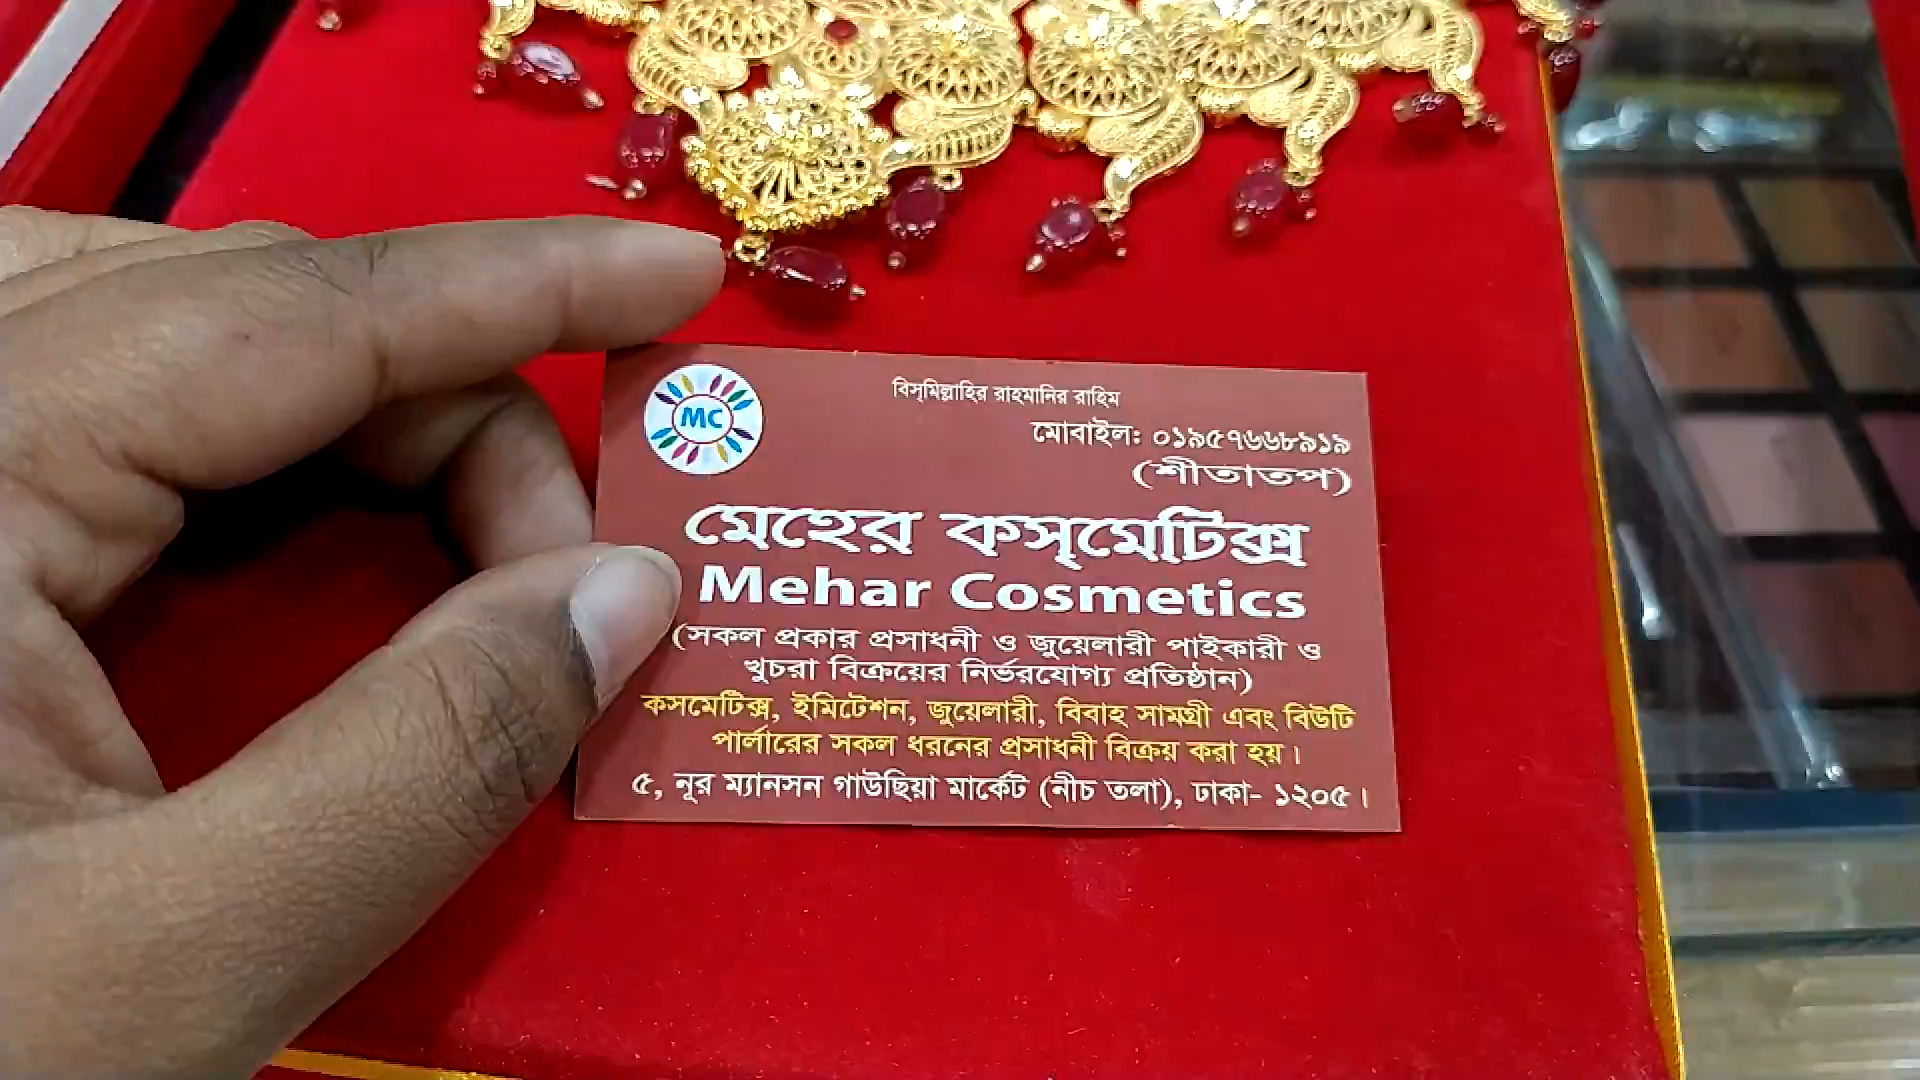 MC
বিস্‌মিল্লাহির রাহমানির রাহিম
মোবাইল: ০১৯৫৭৬৬৮৯১৯
(শীতাতপ)
মেহের কস্‌মেটিক্স
Mehar Cosmetics
(সকল প্রকার প্রসাধনী ও জুয়েলারী পাইকারী ও
খুচরা বিক্রয়ের নির্ভরযোগ্য প্রতিষ্ঠান)
কসমেটিক্স, ইমিটেশন, জুয়েলারী, বিবাহ সামগ্রী এবং বিউটি
পার্লারের সকল ধরনের প্রসাধনী বিক্রয় করা হয়।
৫, নূর ম্যানসন গাউছিয়া মার্কেট (নীচ তলা), ঢাকা- ১২০৫।